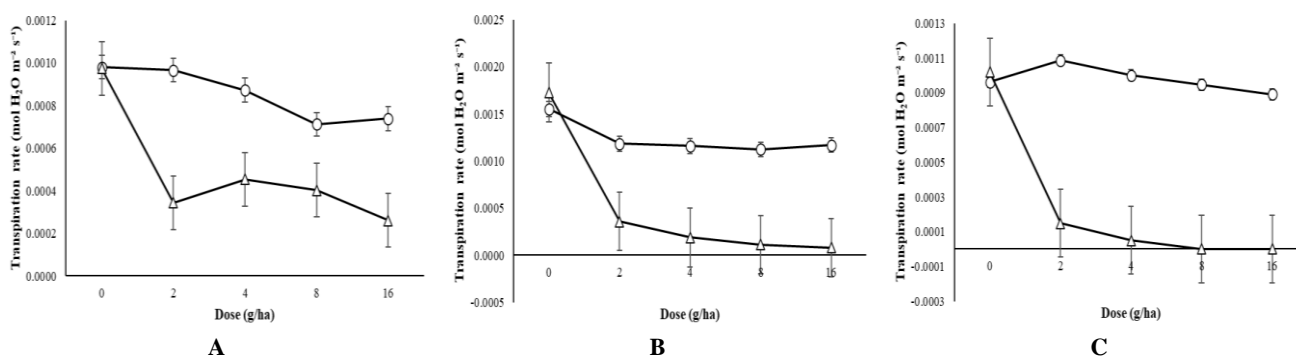 Transpiration rate (mol H₂O m⁻² s⁻¹)
0.0012
0.0010
0.0008
0.0006
0.0004
0.0002
0.0000
0 2 4 8 16
Dose (g/ha)
A
Transpiration rate (mol H₂O m⁻² s⁻¹)
0.0025
0.0020
0.0015
0.0010
0.0005
0.0000
-0.0005
0 2 4 8 16
Dose (g/ha)
B
Transpiration rate (mol H₂O m⁻² s⁻¹)
0.0013
0.0011
0.0009
0.0007
0.0005
0.0003
0.0001
-0.0001
-0.0003
0 2 4 8 16
Dose (g/ha)
C